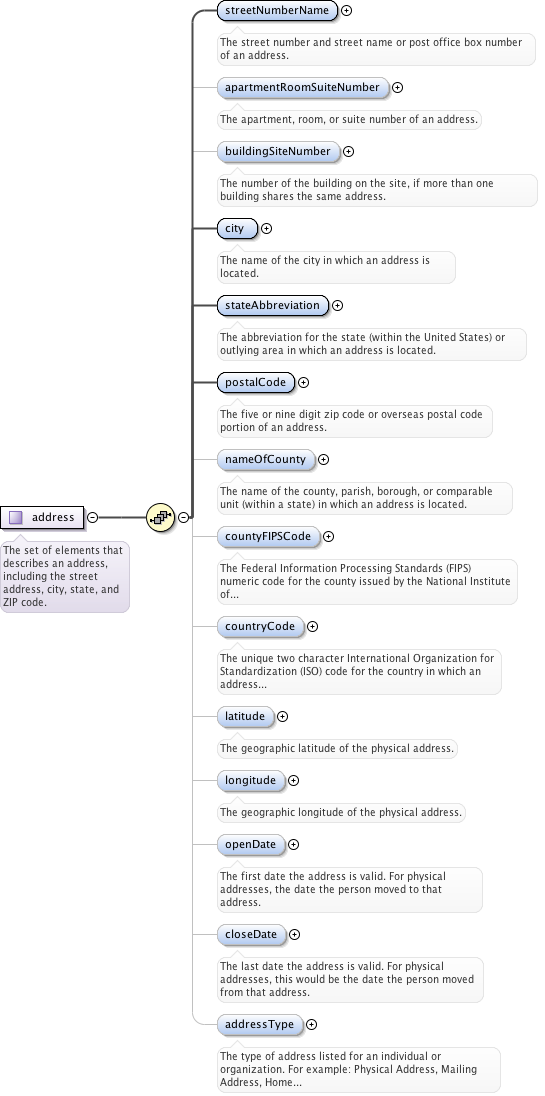 streetNumberName
The street number and street name or post office box number
of an address.
apartmentRoomSuiteNumber
The apartment, room, or suite number of an address.
buildingSiteNumber
The number of the building on the site, if more than one
building shares the same address.
city
The name of the city in which an address is
located.
stateAbbreviation
The abbreviation for the state (within the United States) or
outlying area in which an address is located.
postalCode
The five or nine digit zip code or overseas postal code
portion of an address.
nameOfCounty
The name of the county, parish, borough, or comparable
unit (within a state) in which an address is located.
address
The set of elements that
describes an address,
including the street
address, city, state, and
ZIP code.
countyFIPSCode
The Federal Information Processing Standards (FIPS)
numeric code for the county issued by the National Institute
of...
countryCode
The unique two character International Organization for
Standardization (ISO) code for the country in which an
address...
latitude
The geographic latitude of the physical address.
longitude
The geographic longitude of the physical address.
openDate
The first date the address is valid. For physical
addresses, the date the person moved to that
address.
closeDate
The last date the address is valid. For physical
addresses, this would be the date the person moved
from that address.
addressType
The type of address listed for an individual or
organization. For example: Physical Address, Mailing
Address, Home...